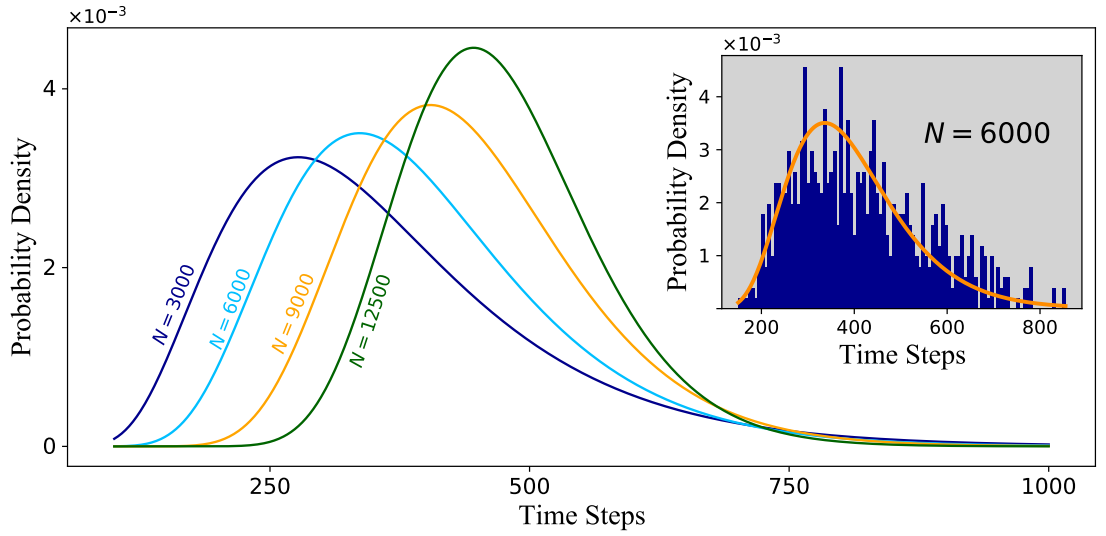 ×10⁻³
Probability Density
4
2
0
N = 3000
N = 6000
N = 9000
N = 12500
250
500
750
1000
Time Steps
×10⁻³
Probability Density
4
3
2
1
N = 6000
200
400
600
800
Time Steps